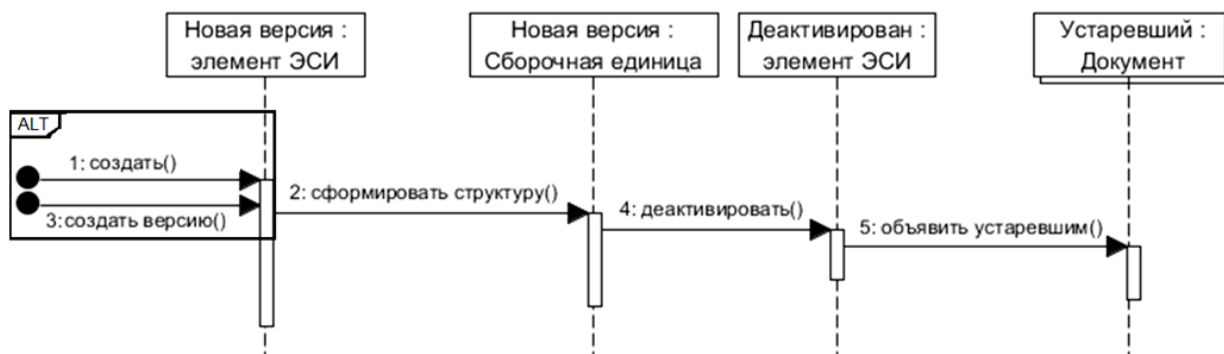 Новая версия :
элемент ЭСИ
Новая версия :
Сборочная единица
Деактивирован :
элемент ЭСИ
Устаревший :
Документ
ALT
1: создать()
2: сформировать структуру()
3:создать версию()
4: деактивировать()
5: объявить устаревшим()